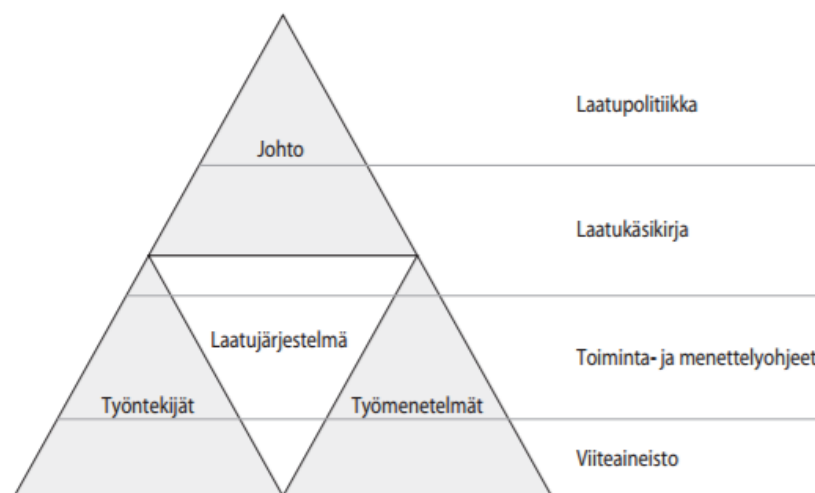 Laatupolitiikka
Johto
Laatukäsikirja
Laatujärjestelmä
Toiminta- ja menettelyohjeet
Työntekijät
Työmenetelmät
Viiteaineisto